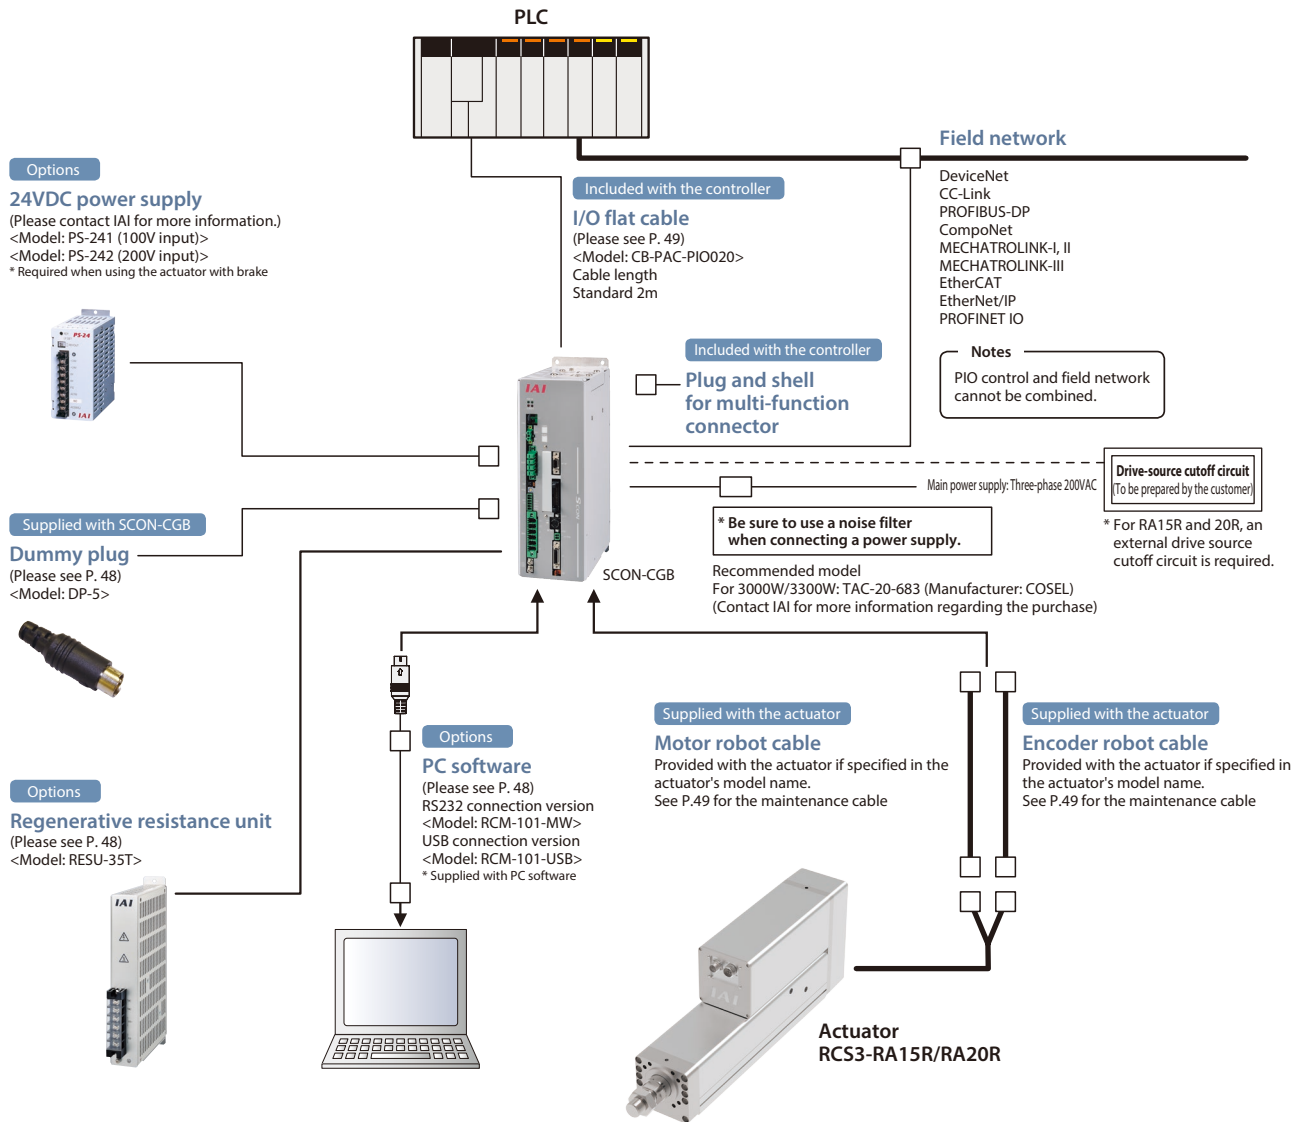 PLC
Options
24VDC power supply
(Please contact IAI for more information.)
<Model: PS-241 (100V input)>
<Model: PS-242 (200V input)>
* Required when using the actuator with brake
PS-24
IAI
Included with the controller
I/O flat cable
(Please see P. 49)
<Model: CB-PAC-PIO020>
Cable length
Standard 2m
Field network
DeviceNet
CC-Link
PROFIBUS-DP
CompoNet
MECHATROLINK-I, II
MECHATROLINK-III
EtherCAT
EtherNet/IP
PROFINET IO
Notes
PIO control and field network
cannot be combined.
Included with the controller
Plug and shell
for multi-function
connector
IAI
SCON-CGB
Drive-source cutoff circuit
(To be prepared by the customer)
Main power supply: Three-phase 200VAC
* For RA15R and 20R, an
external drive source
cutoff circuit is required.
* Be sure to use a noise filter
when connecting a power supply.
Recommended model
For 3000W/3300W: TAC-20-683 (Manufacturer: COSEL)
(Contact IAI for more information regarding the purchase)
Supplied with SCON-CGB
Dummy plug
(Please see P. 48)
<Model: DP-5>
Options
PC software
(Please see P. 48)
RS232 connection version
<Model: RCM-101-MW>
USB connection version
<Model: RCM-101-USB>
* Supplied with PC software
Supplied with the actuator
Motor robot cable
Provided with the actuator if specified in the
actuator's model name.
See P.49 for the maintenance cable
Supplied with the actuator
Encoder robot cable
Provided with the actuator if specified in
the actuator's model name.
See P.49 for the maintenance cable
Options
Regenerative resistance unit
(Please see P. 48)
<Model: RESU-35T>
IAI
IAI
Actuator
RCS3-RA15R/RA20R